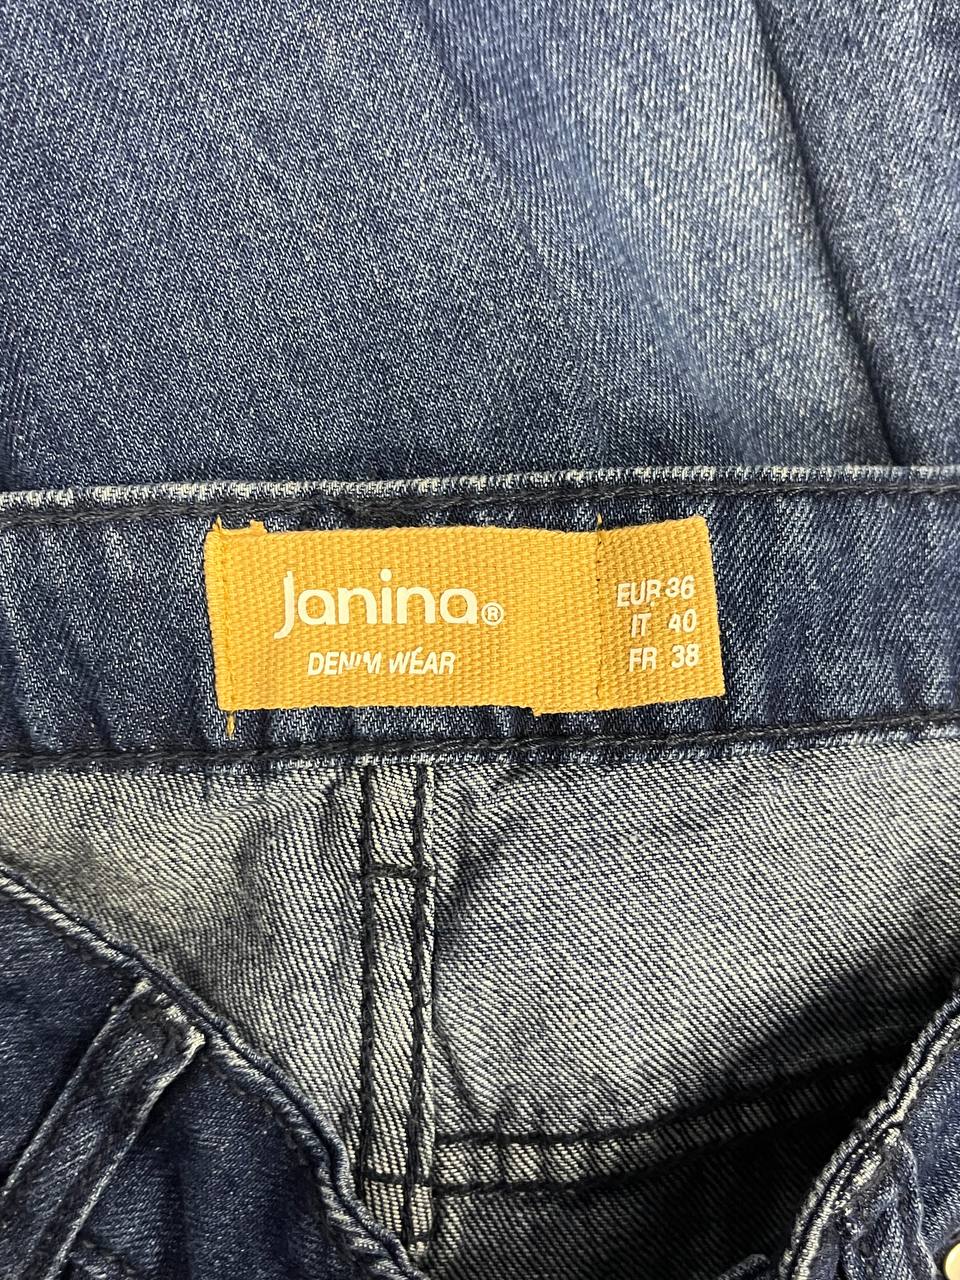 Janina®
DENIM WEAR
EUR 36
IT 40
FR 38